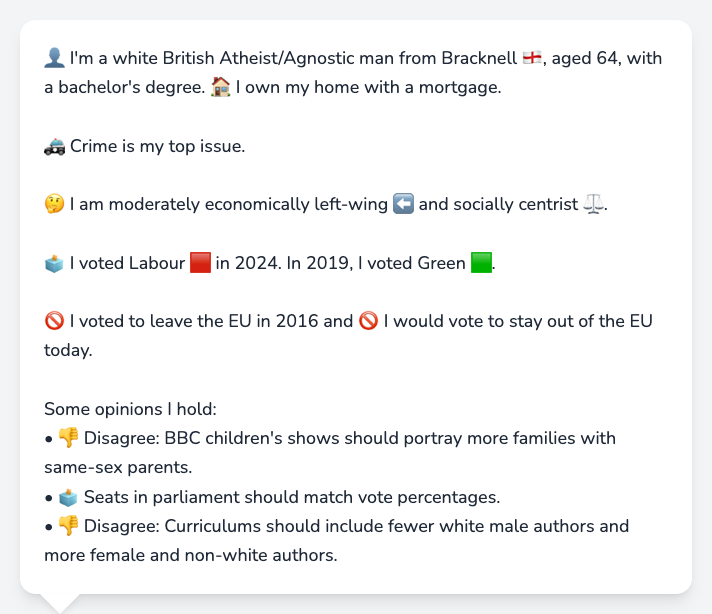 👤 I'm a white British Atheist/Agnostic man from Bracknell 🏴󠁧󠁢󠁥󠁮󠁧󠁿, aged 64, with
a bachelor's degree. 🏠 I own my home with a mortgage.
🚓 Crime is my top issue.
🤔 I am moderately economically left-wing ⬅️ and socially centrist ⚖️.
🗳️ I voted Labour 🟥 in 2024. In 2019, I voted Green 🟩.
🚫 I voted to leave the EU in 2016 and 🚫 I would vote to stay out of the EU
today.
Some opinions I hold:
• 👎 Disagree: BBC children's shows should portray more families with
same-sex parents.
• 🗳️ Seats in parliament should match vote percentages.
• 👎 Disagree: Curriculums should include fewer white male authors and
more female and non-white authors.